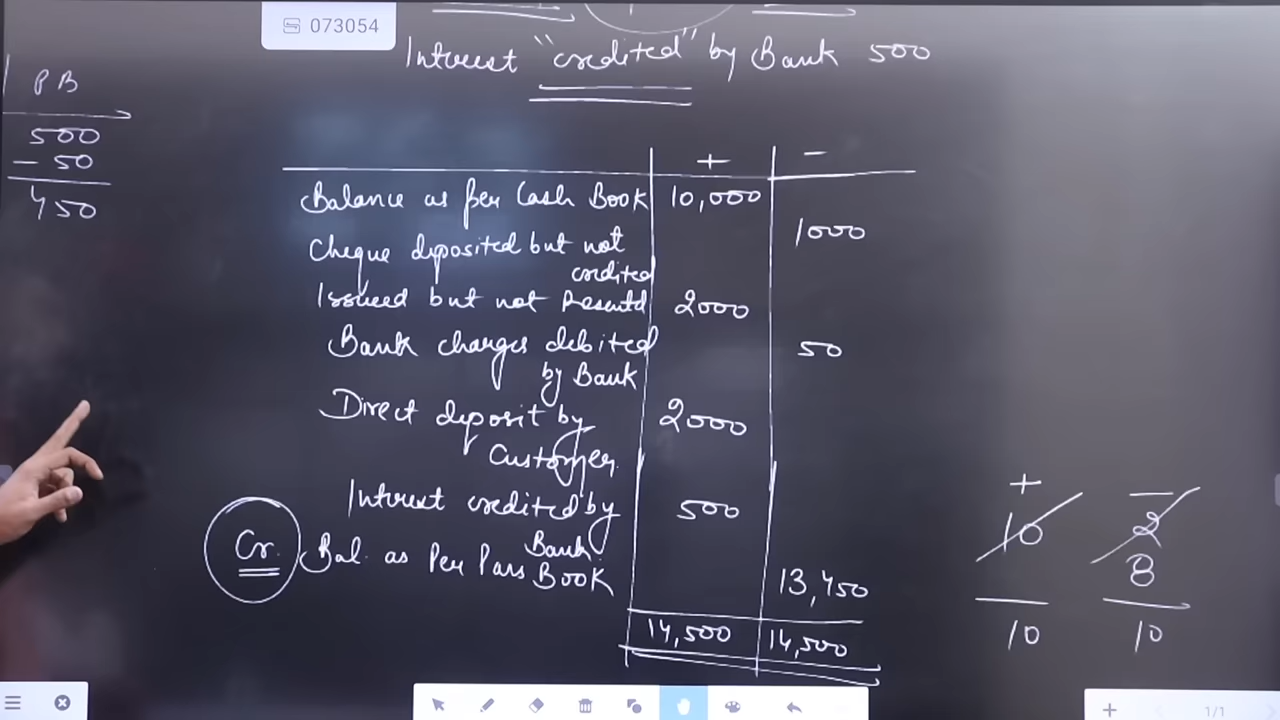 073054
Interest "credited" by Bank 500
P B
500
- 50
450
+ -
Balance as per Cash Book 10,000
1000
Cheque deposited but not
credited
Issued but not Presentd 2000
Bank charges debited 50
by Bank
Direct deposit by 2000
Customer.
Interest credited by 500
Bank
Cr. Bal. as Per Pass BOOK
13,450
14,500 14,500
+ -
10 2
8
10 10
1/1